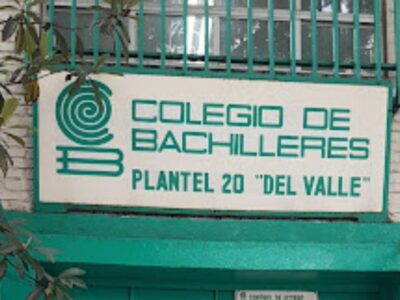 COLEGIO DE
BACHILLERES
PLANTEL 20 "DEL VALLE"